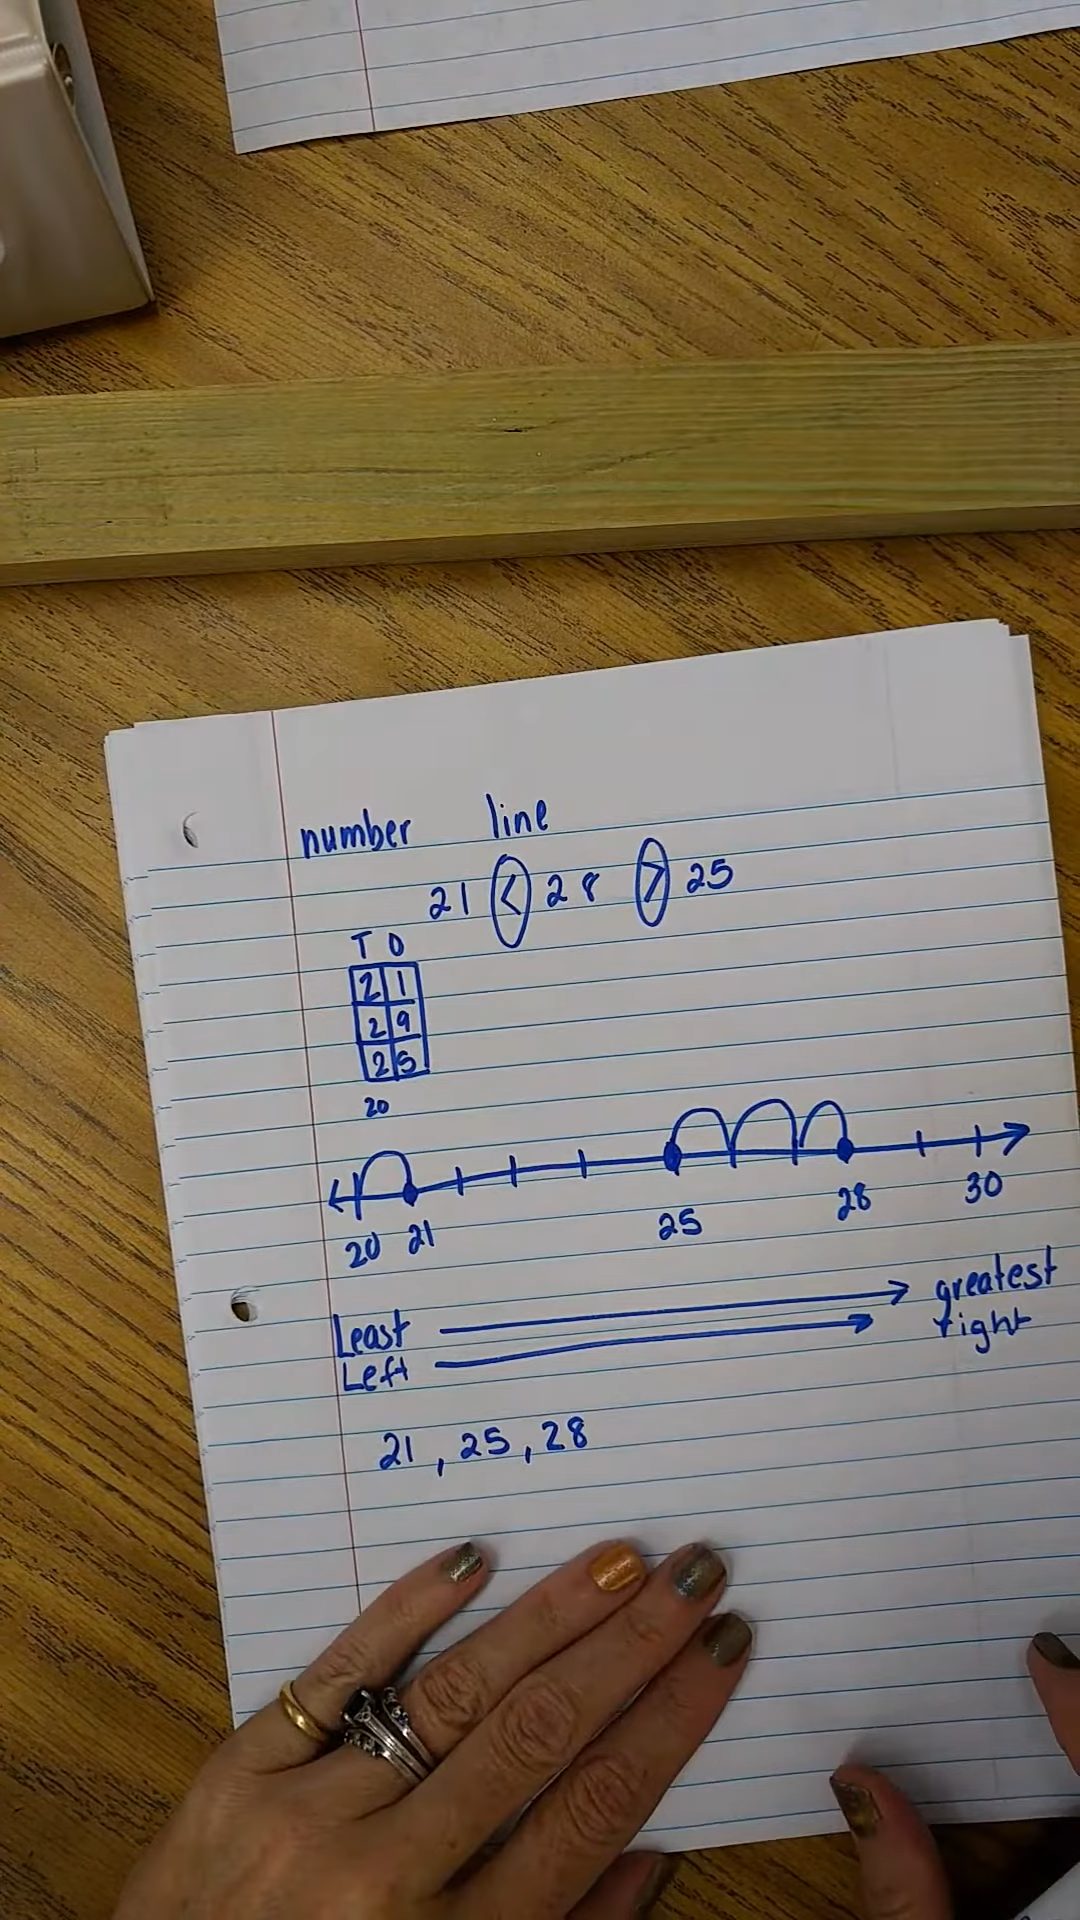 number line
21 < 28 > 25
T O
2 1
2 9
2 5
20
20 21 25 28 30
Least greatest
Left right
21, 25, 28